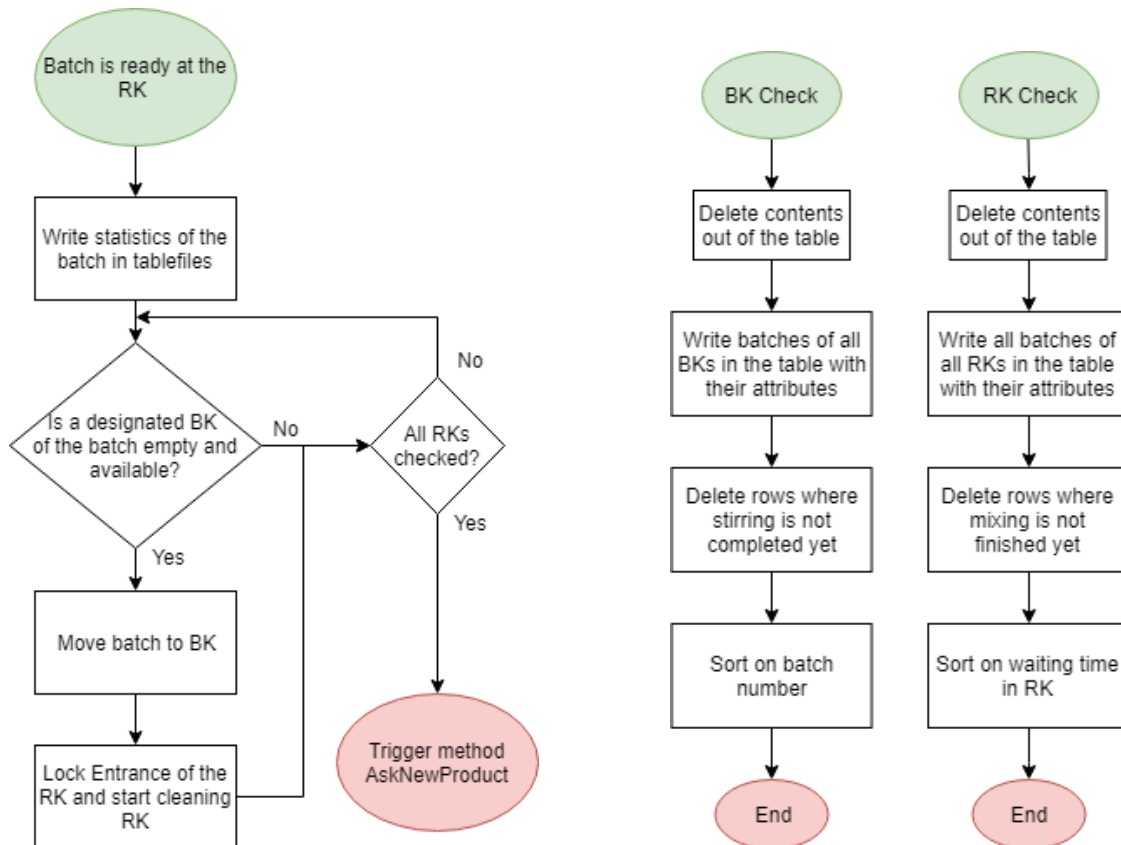 Batch is ready at the
RK
Write statistics of the
batch in tablefiles
Is a designated BK
of the batch empty and
available?
No
Yes
Move batch to BK
Lock Entrance of the
RK and start cleaning
RK
No
All RKs
checked?
Yes
Trigger method
AskNewProduct
BK Check
Delete contents
out of the table
Write batches of all
BKs in the table with
their attributes
Delete rows where
stirring is not
completed yet
Sort on batch
number
End
RK Check
Delete contents
out of the table
Write all batches of
all RKs in the table
with their attributes
Delete rows where
mixing is not
finished yet
Sort on waiting time
in RK
End